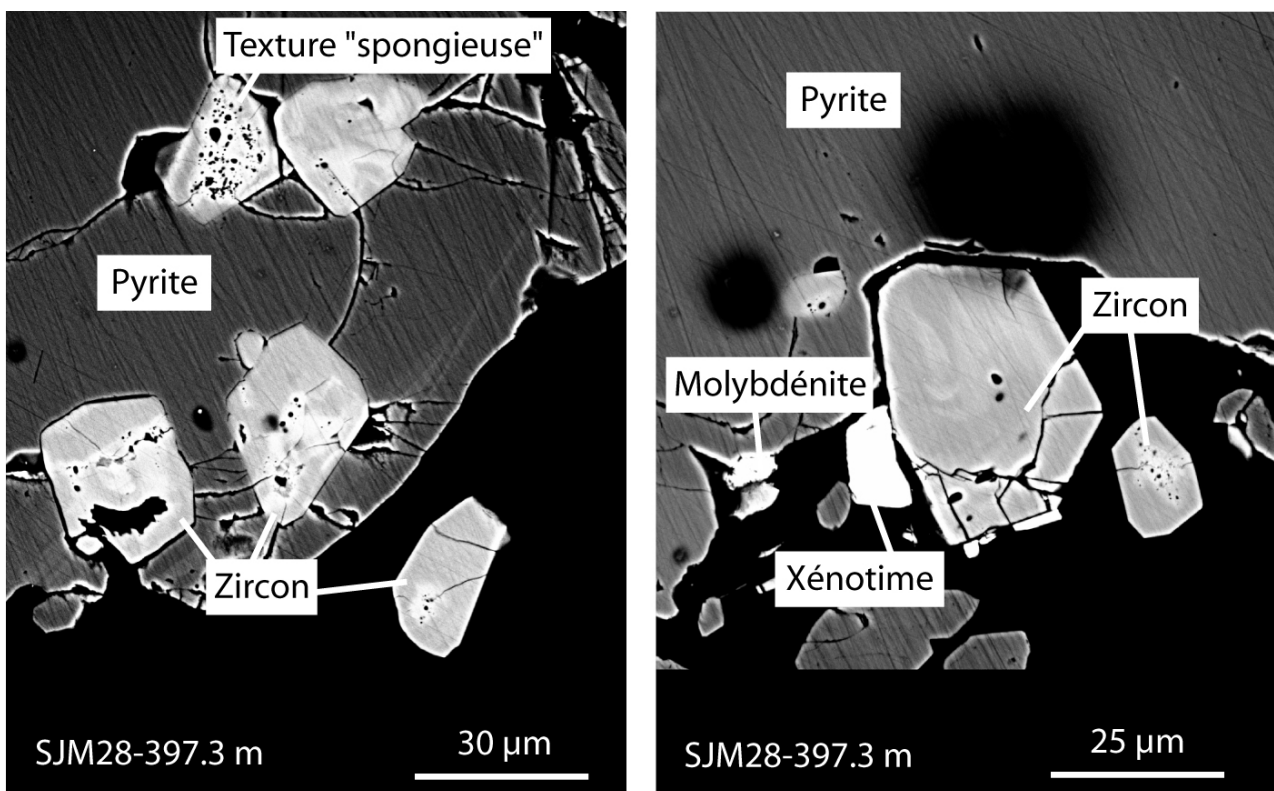 Texture "spongieuse"
Pyrite
Zircon
SJM28-397.3 m
30 µm
Pyrite
Zircon
Molybdénite
Xénotime
SJM28-397.3 m
25 µm